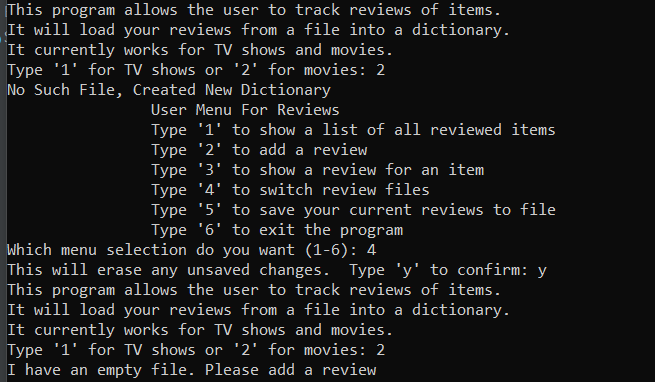 This program allows the user to track reviews of items.
It will load your reviews from a file into a dictionary.
It currently works for TV shows and movies.
Type '1' for TV shows or '2' for movies: 2
No Such File, Created New Dictionary
User Menu For Reviews
Type '1' to show a list of all reviewed items
Type '2' to add a review
Type '3' to show a review for an item
Type '4' to switch review files
Type '5' to save your current reviews to file
Type '6' to exit the program
Which menu selection do you want (1-6): 4
This will erase any unsaved changes.  Type 'y' to confirm: y
This program allows the user to track reviews of items.
It will load your reviews from a file into a dictionary.
It currently works for TV shows and movies.
Type '1' for TV shows or '2' for movies: 2
I have an empty file. Please add a review